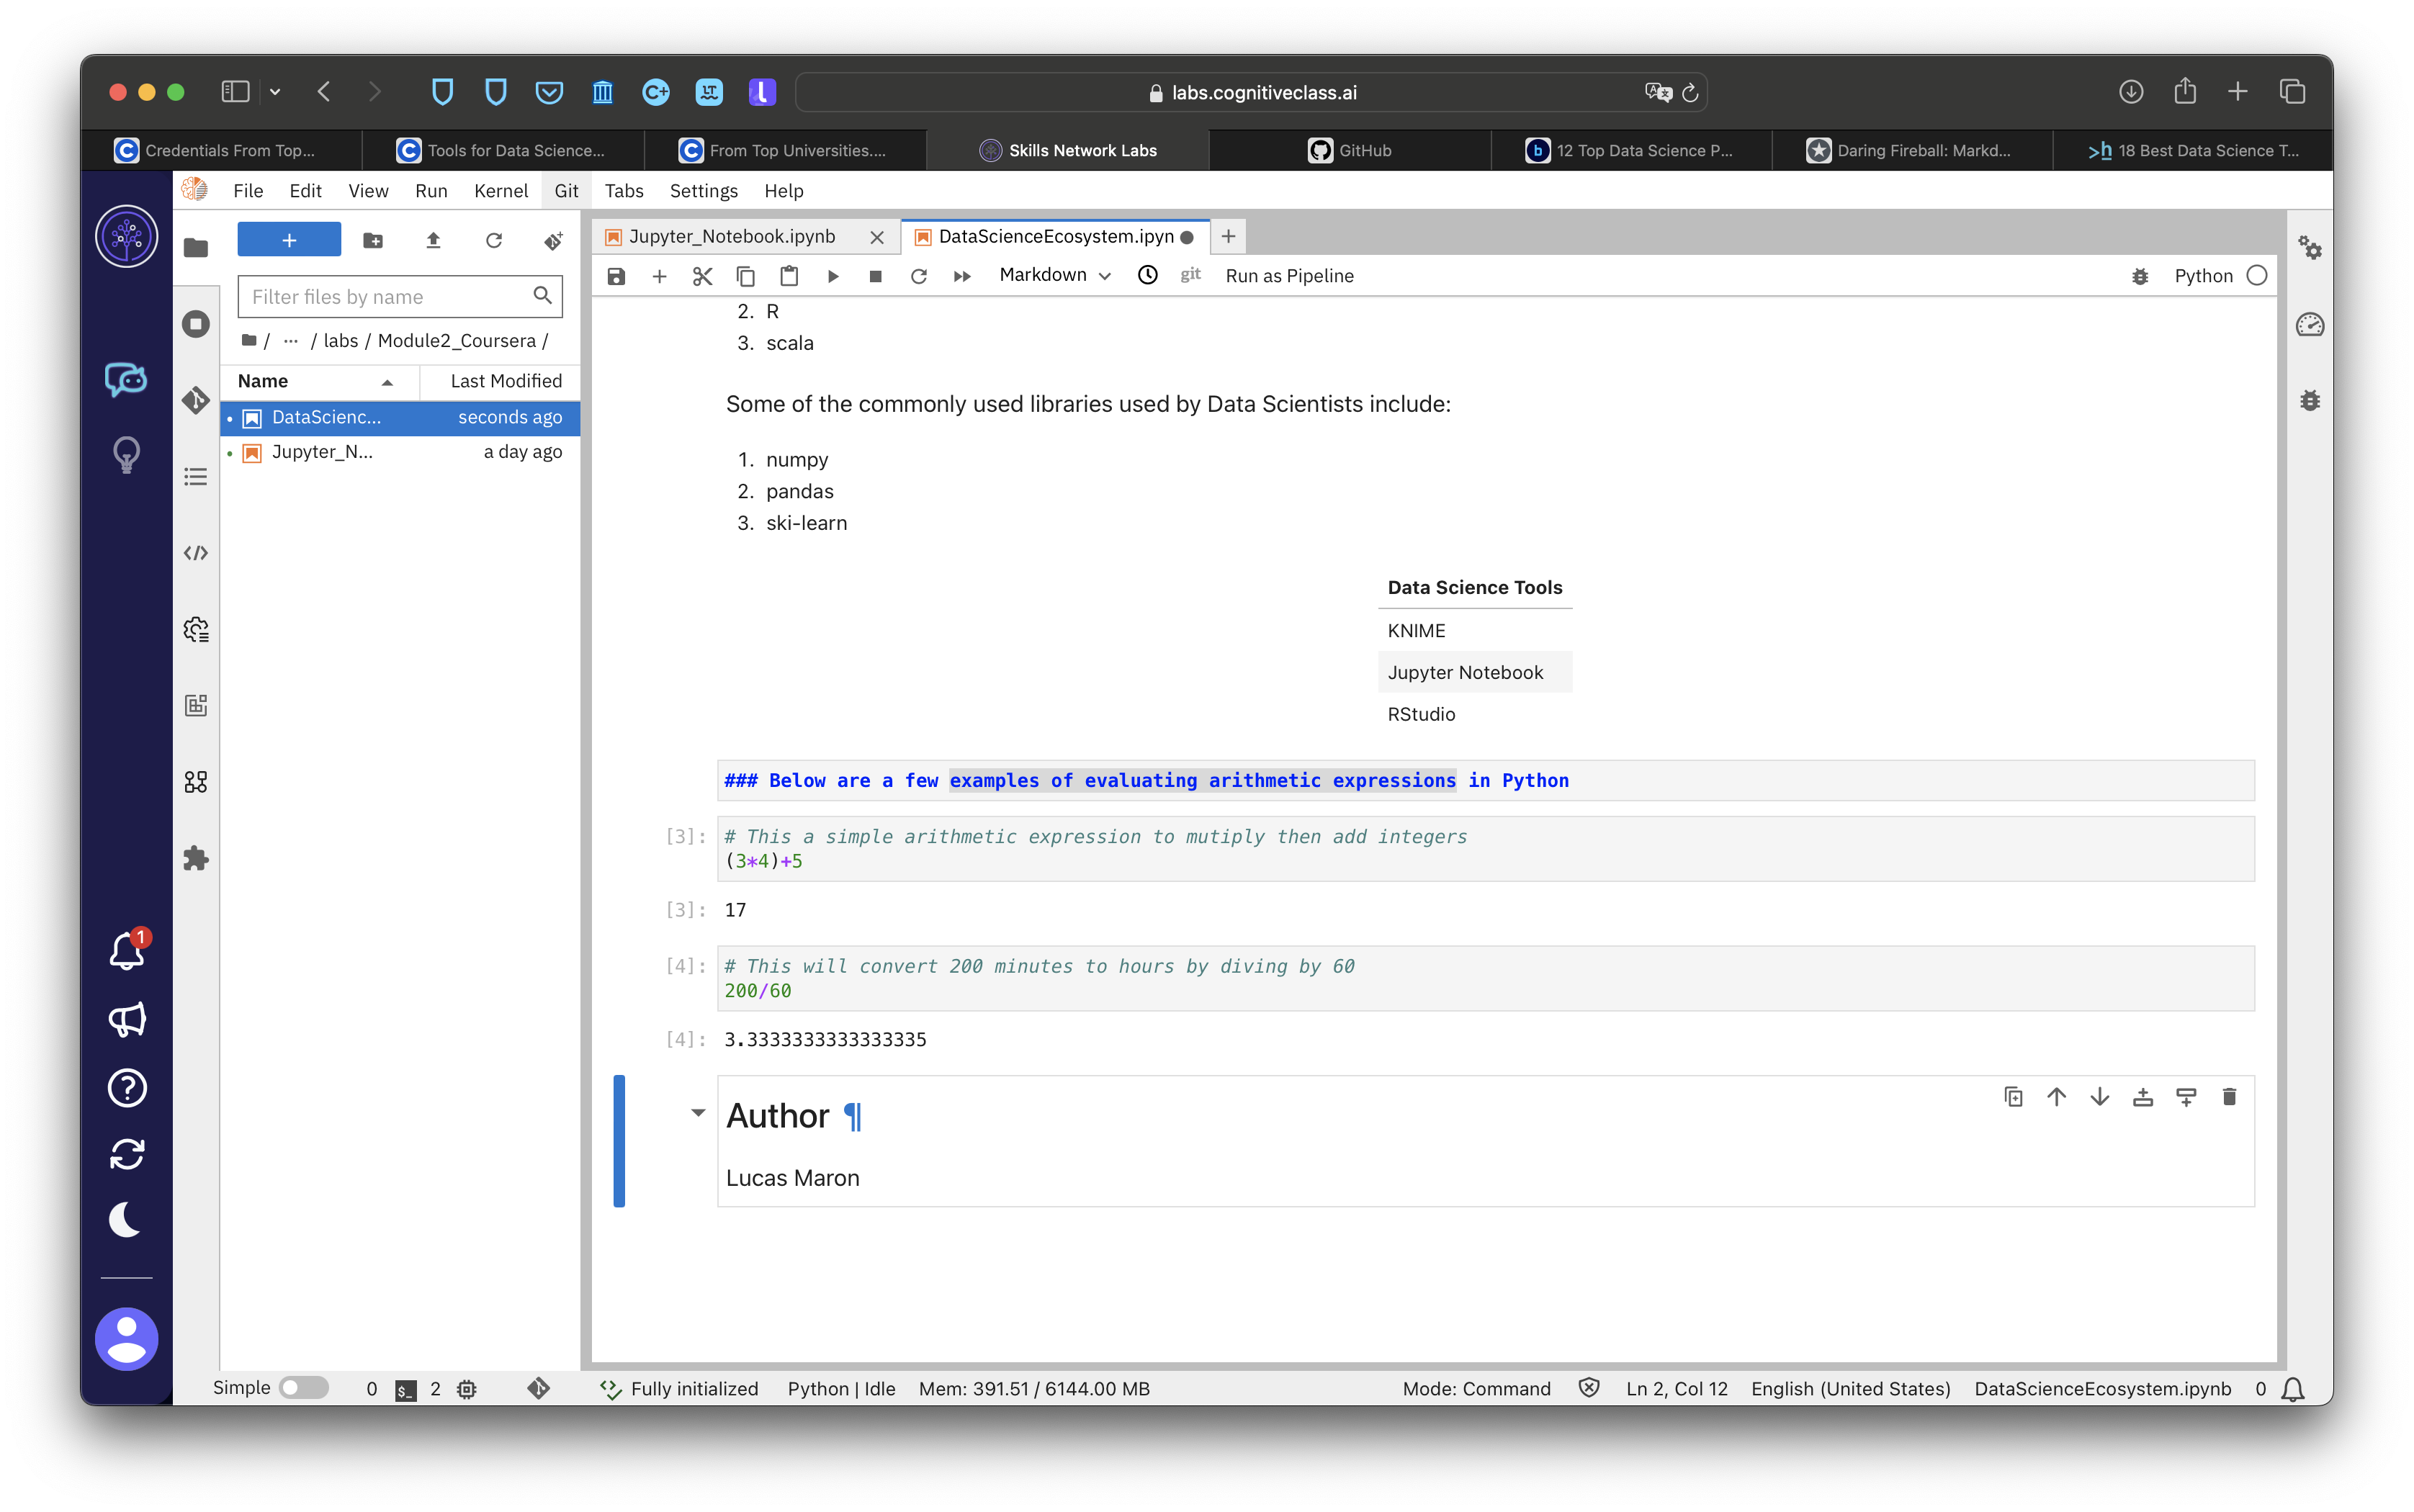 labs.cognitiveclass.ai
Credentials From Top...
Tools for Data Science...
From Top Universities....
Skills Network Labs
GitHub
12 Top Data Science P...
Daring Fireball: Markd...
18 Best Data Science T...
File Edit View Run Kernel Git Tabs Settings Help
Jupyter_Notebook.ipynb
DataScienceEcosystem.ipyn
Markdown
git
Run as Pipeline
Python
Filter files by name
/ ... / labs / Module2_Coursera /
Name Last Modified
DataScienc... seconds ago
Jupyter_N... a day ago
2. R
3. scala
Some of the commonly used libraries used by Data Scientists include:
1. numpy
2. pandas
3. ski-learn
Data Science Tools
KNIME
Jupyter Notebook
RStudio
### Below are a few examples of evaluating arithmetic expressions in Python
[3]: # This a simple arithmetic expression to mutiply then add integers
(3*4)+5
[3]: 17
[4]: # This will convert 200 minutes to hours by diving by 60
200/60
[4]: 3.3333333333333335
Author ¶
Lucas Maron
1
Simple 0 $_ 2 Fully initialized Python | Idle Mem: 391.51 / 6144.00 MB Mode: Command Ln 2, Col 12 English (United States) DataScienceEcosystem.ipynb 0